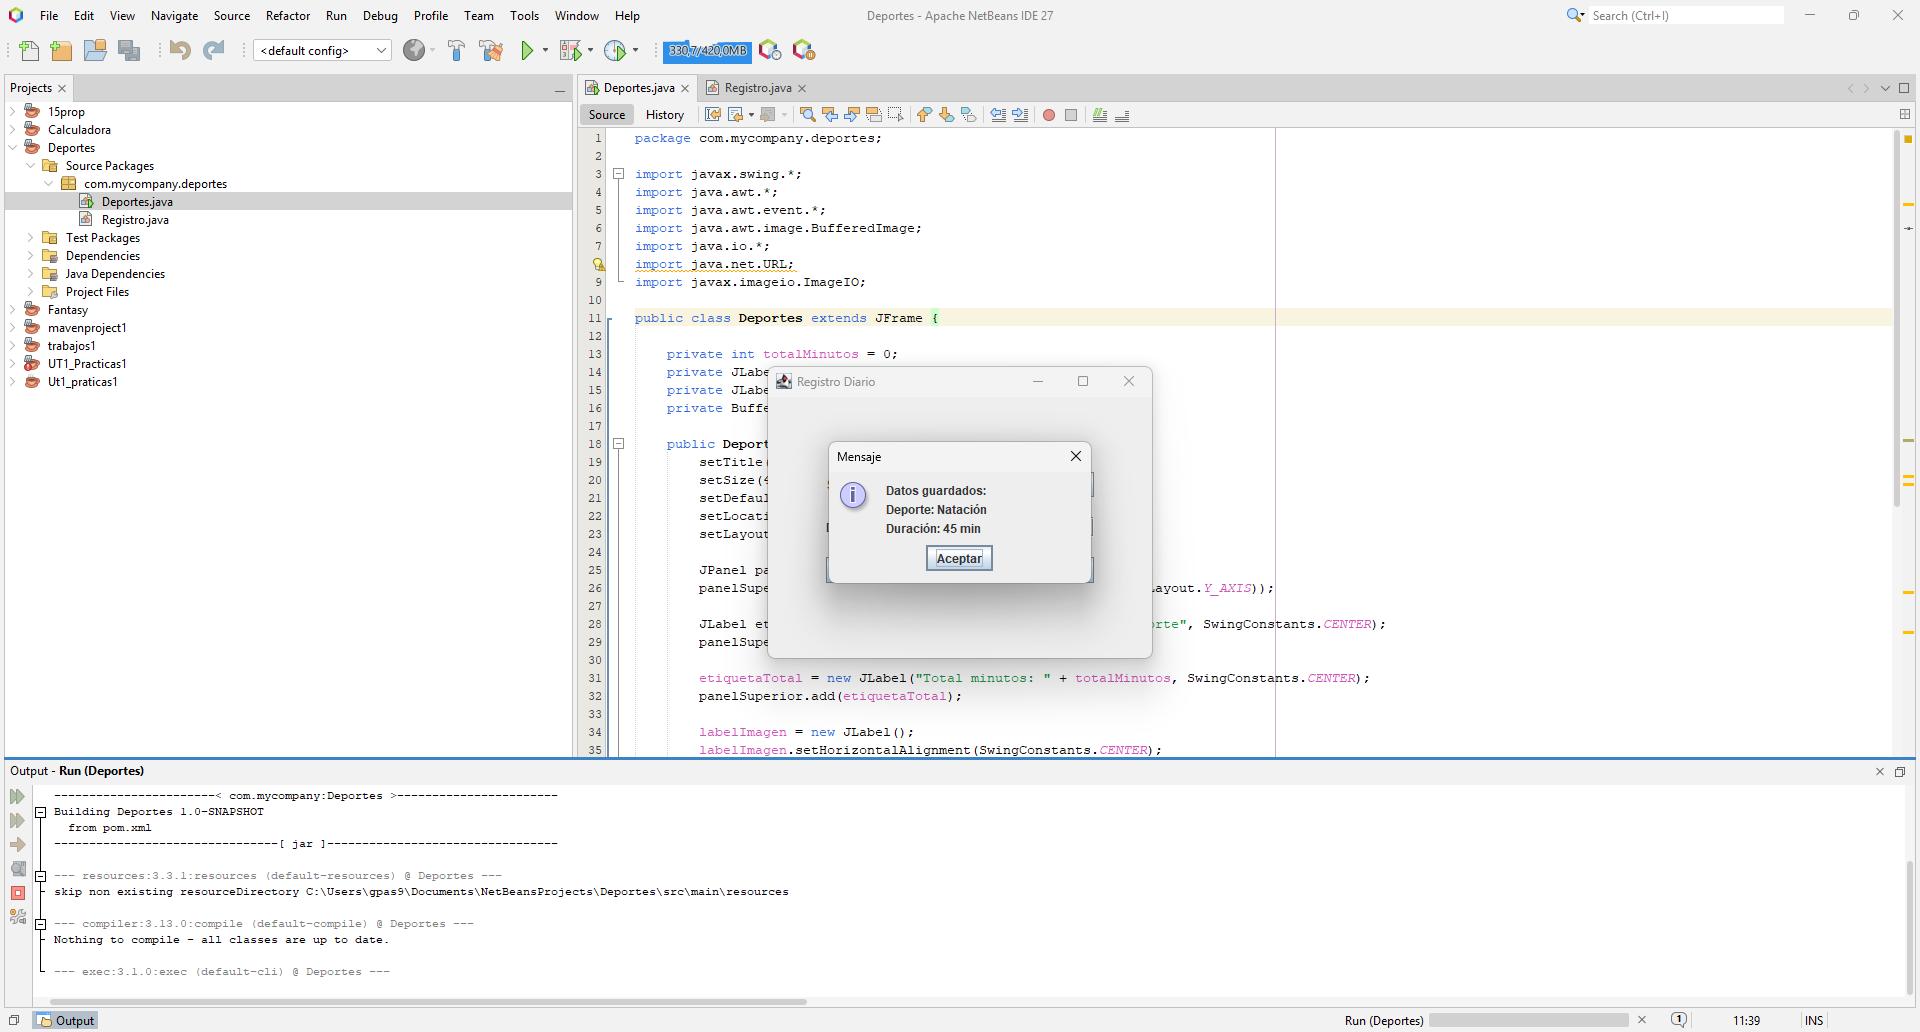 File Edit View Navigate Source Refactor Run Debug Profile Team Tools Window Help
Deportes - Apache NetBeans IDE 27
Search (Ctrl+I)
<default config>
330,7/420,0MB
Projects
15prop
Calculadora
Deportes
Source Packages
com.mycompany.deportes
Deportes.java
Registro.java
Test Packages
Dependencies
Java Dependencies
Project Files
Fantasy
mavenproject1
trabajos1
UT1_Practicas1
Ut1_praticas1
Deportes.java
Registro.java
Source History
1 package com.mycompany.deportes;
2
3 import javax.swing.*;
4 import java.awt.*;
5 import java.awt.event.*;
6 import java.awt.image.BufferedImage;
7 import java.io.*;
import java.net.URL;
9 import javax.imageio.ImageIO;
10
11 public class Deportes extends JFrame {
12
13 private int totalMinutos = 0;
14 private JLabe
15 private JLabe
16 private Buffe
17
18 public Deport
19 setTitle(
20 setSize(4
21 setDefaul
22 setLocati
23 setLayout
24
25 JPanel pa
26 panelSupe Layout.Y_AXIS));
27
28 JLabel et orte", SwingConstants.CENTER);
29 panelSupe
30
31 etiquetaTotal = new JLabel("Total minutos: " + totalMinutos, SwingConstants.CENTER);
32 panelSuperior.add(etiquetaTotal);
33
34 labelImagen = new JLabel();
35 labelImagen.setHorizontalAlignment(SwingConstants.CENTER);
Registro Diario
Mensaje
Datos guardados:
Deporte: Natación
Duración: 45 min
Aceptar
Output - Run (Deportes)
-----------------------< com.mycompany:Deportes >-----------------------
Building Deportes 1.0-SNAPSHOT
from pom.xml
--------------------------------[ jar ]---------------------------------
--- resources:3.3.1:resources (default-resources) @ Deportes ---
skip non existing resourceDirectory C:\Users\gpas9\Documents\NetBeansProjects\Deportes\src\main\resources
--- compiler:3.13.0:compile (default-compile) @ Deportes ---
Nothing to compile - all classes are up to date.
--- exec:3.1.0:exec (default-cli) @ Deportes ---
Output
Run (Deportes)
1
11:39
INS